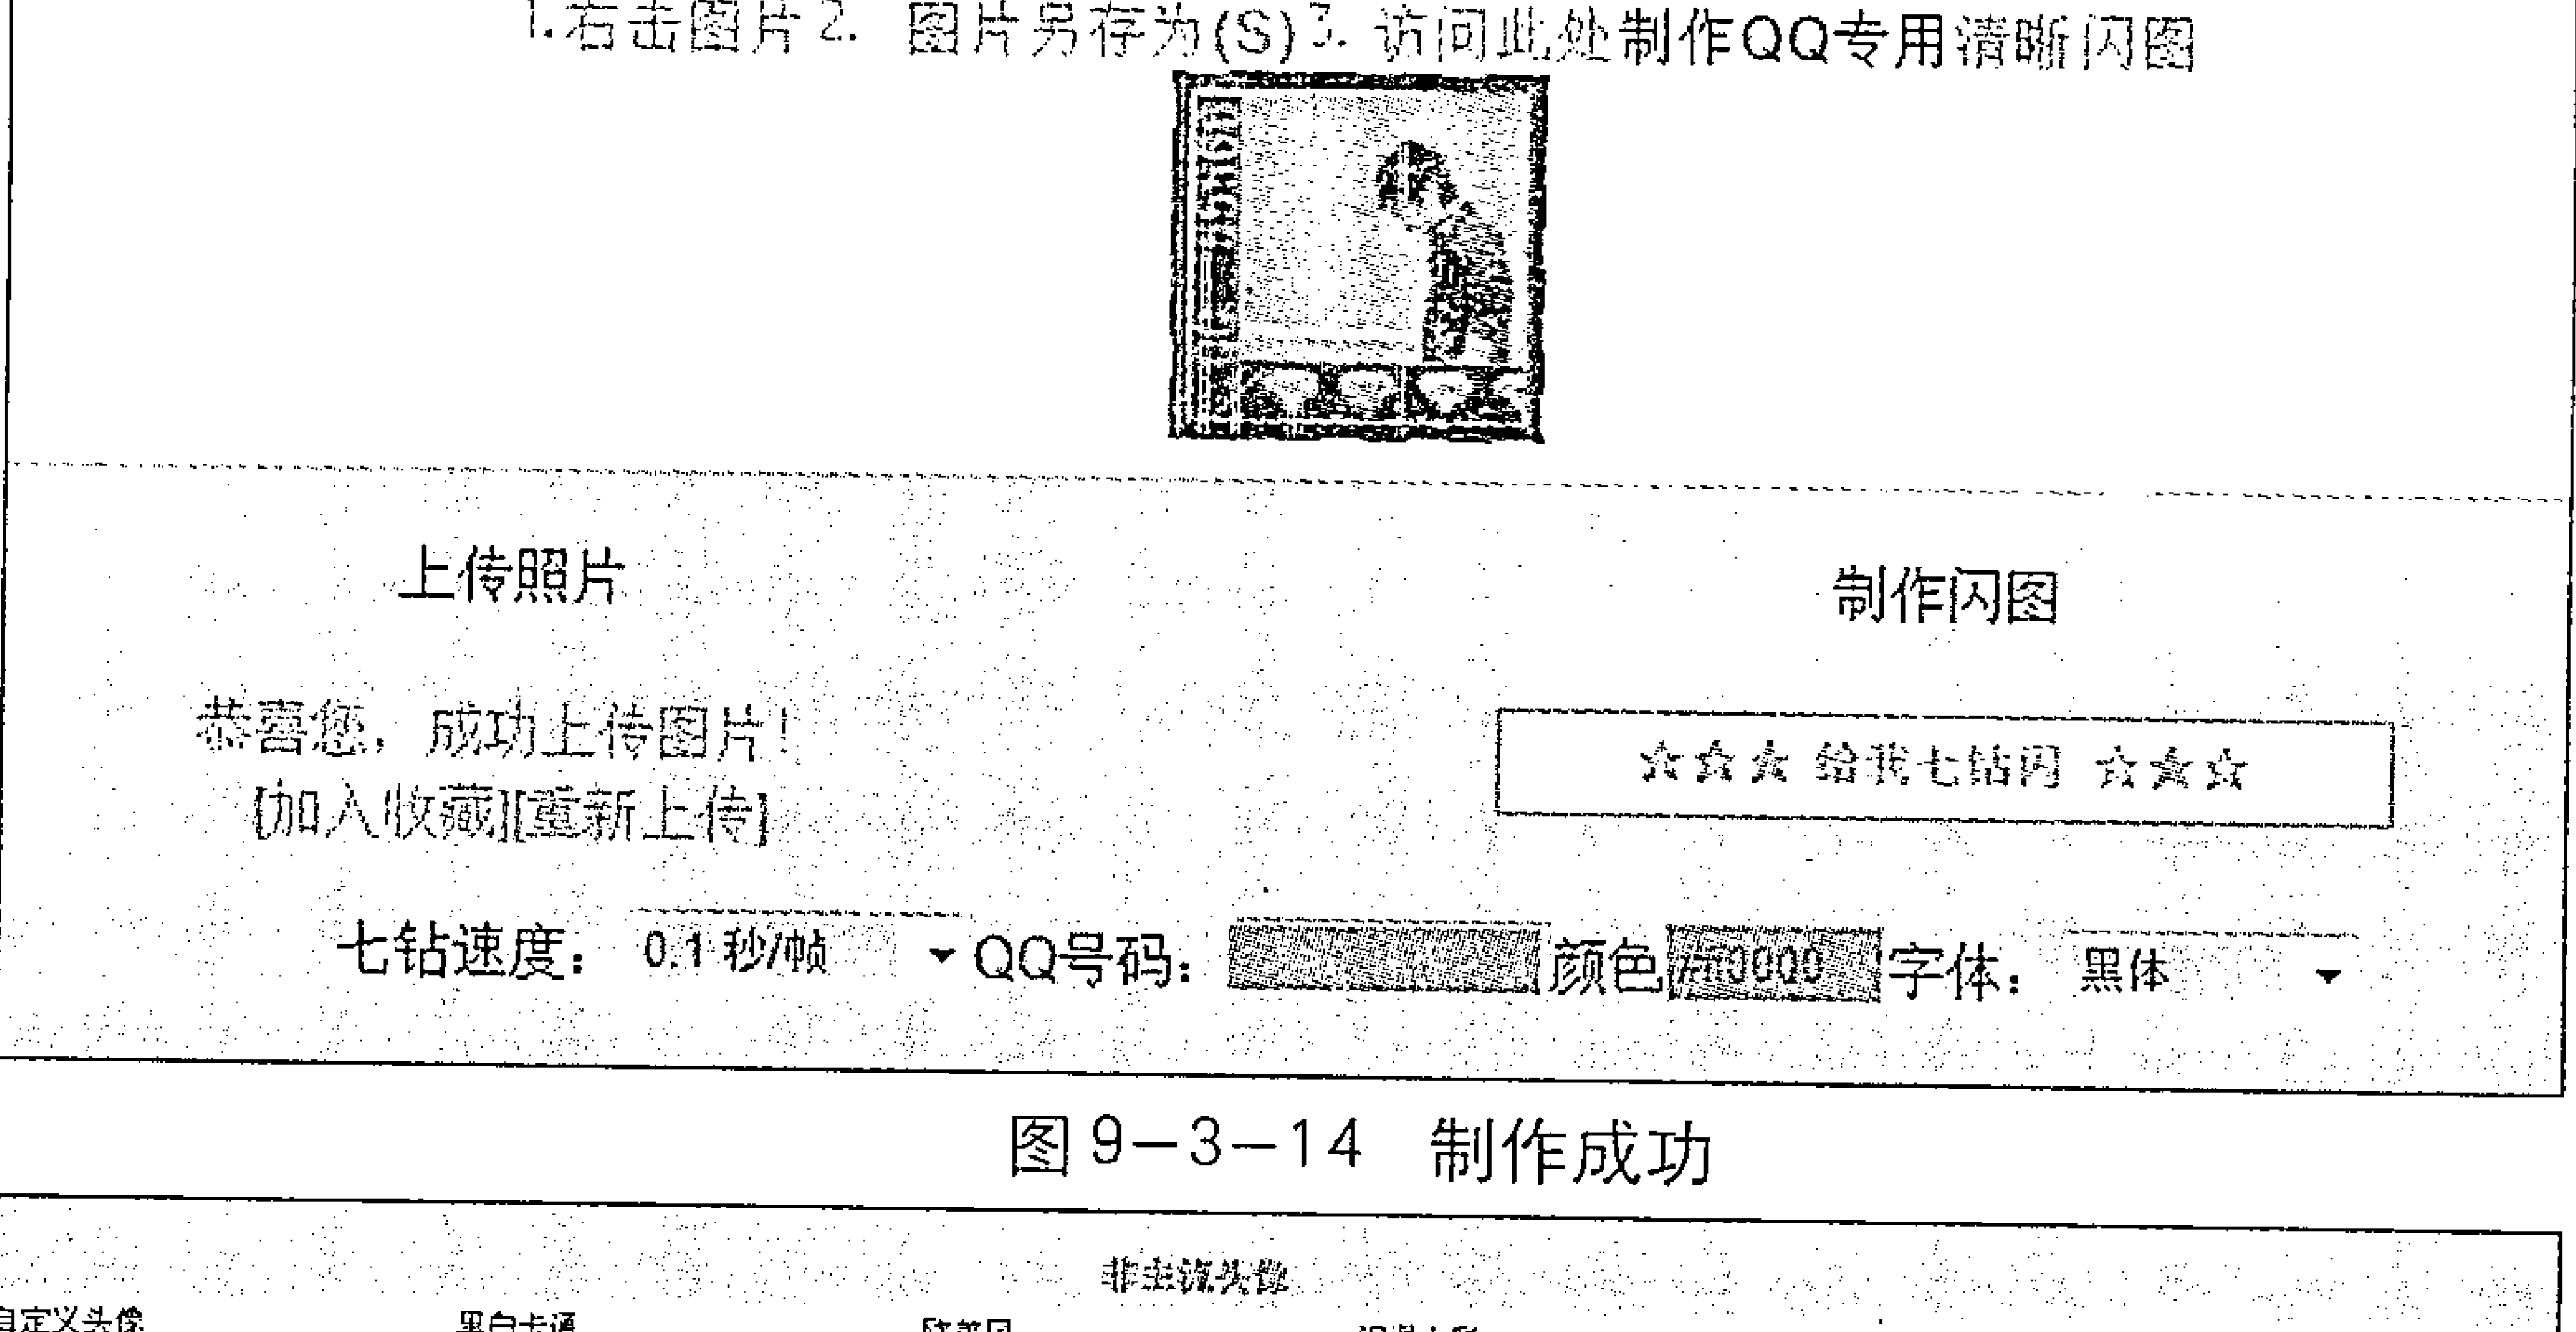 1.右击图片2. 图片另存为(S)3. 访问此处制作QQ专用清晰闪图
上传照片
制作闪图
恭喜您，成功上传图片！
☆☆☆ 给我七钻闪 ☆☆☆
[加入收藏][重新上传]
七钻速度： 0.1 秒/帧 QQ号码： 颜色 字体： 黑体
图9-3-14 制作成功
非主流头像
自定义头像 黑白卡通